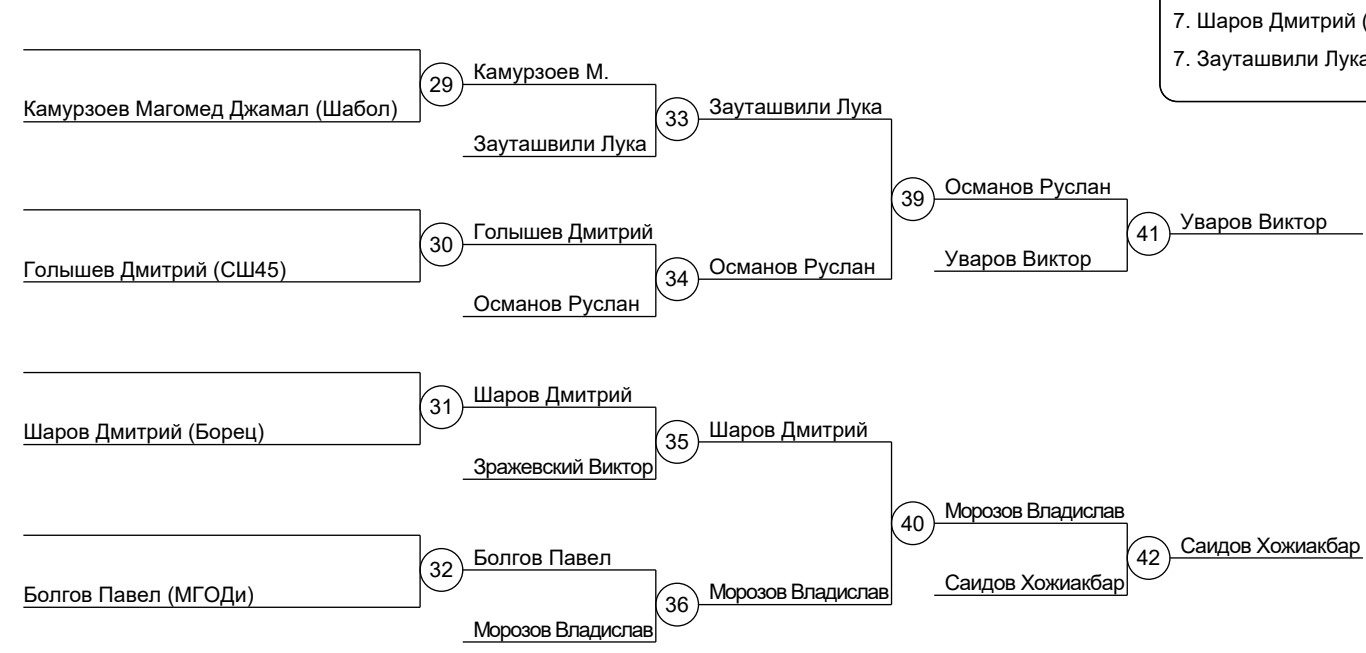 7. Шаров Дмитрий (
7. Зауташвили Лука
29
Камурзоев М.
Камурзоев Магомед Джамал (Шабол)
33
Зауташвили Лука
Зауташвили Лука
39
Османов Руслан
30
Голышев Дмитрий
41
Уваров Виктор
Голышев Дмитрий (СШ45)
34
Османов Руслан
Уваров Виктор
Османов Руслан
31
Шаров Дмитрий
Шаров Дмитрий (Борец)
35
Шаров Дмитрий
Зражевский Виктор
40
Морозов Владислав
32
Болгов Павел
42
Саидов Хожиакбар
Болгов Павел (МГОДи)
36
Морозов Владислав
Саидов Хожиакбар
Морозов Владислав